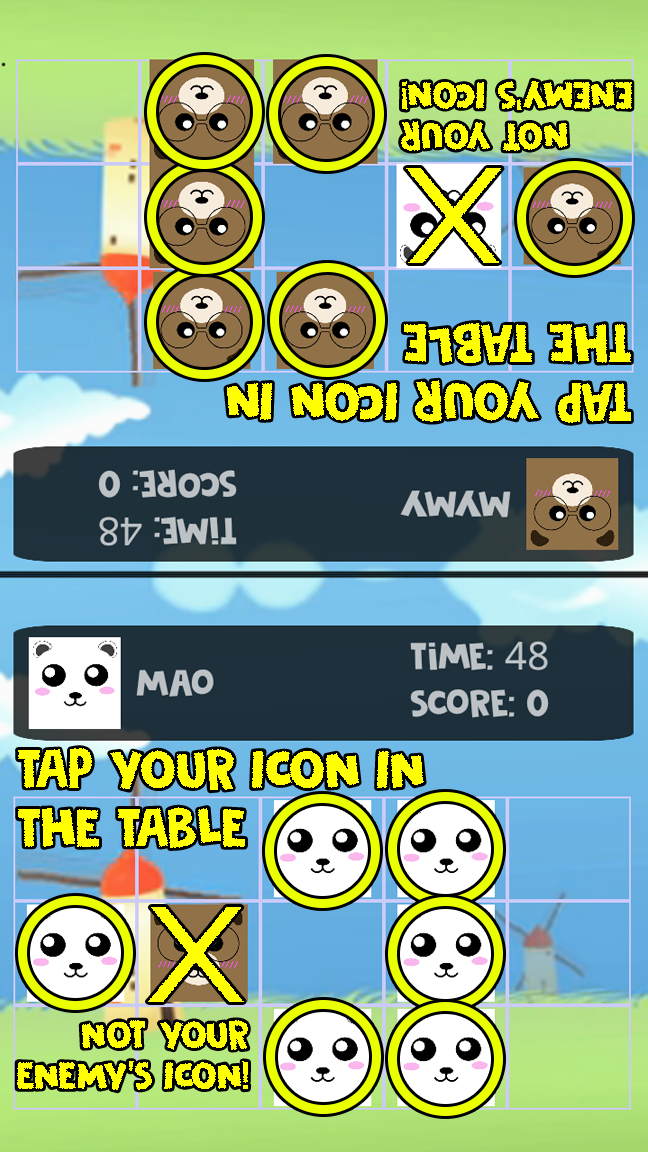 NOT YOUR
ENEMY'S ICON!
TAP YOUR ICON IN
THE TABLE
MYMY
TIME: 48
SCORE: 0
MAO
TIME: 48
SCORE: 0
TAP YOUR ICON IN
THE TABLE
NOT YOUR
ENEMY'S ICON!